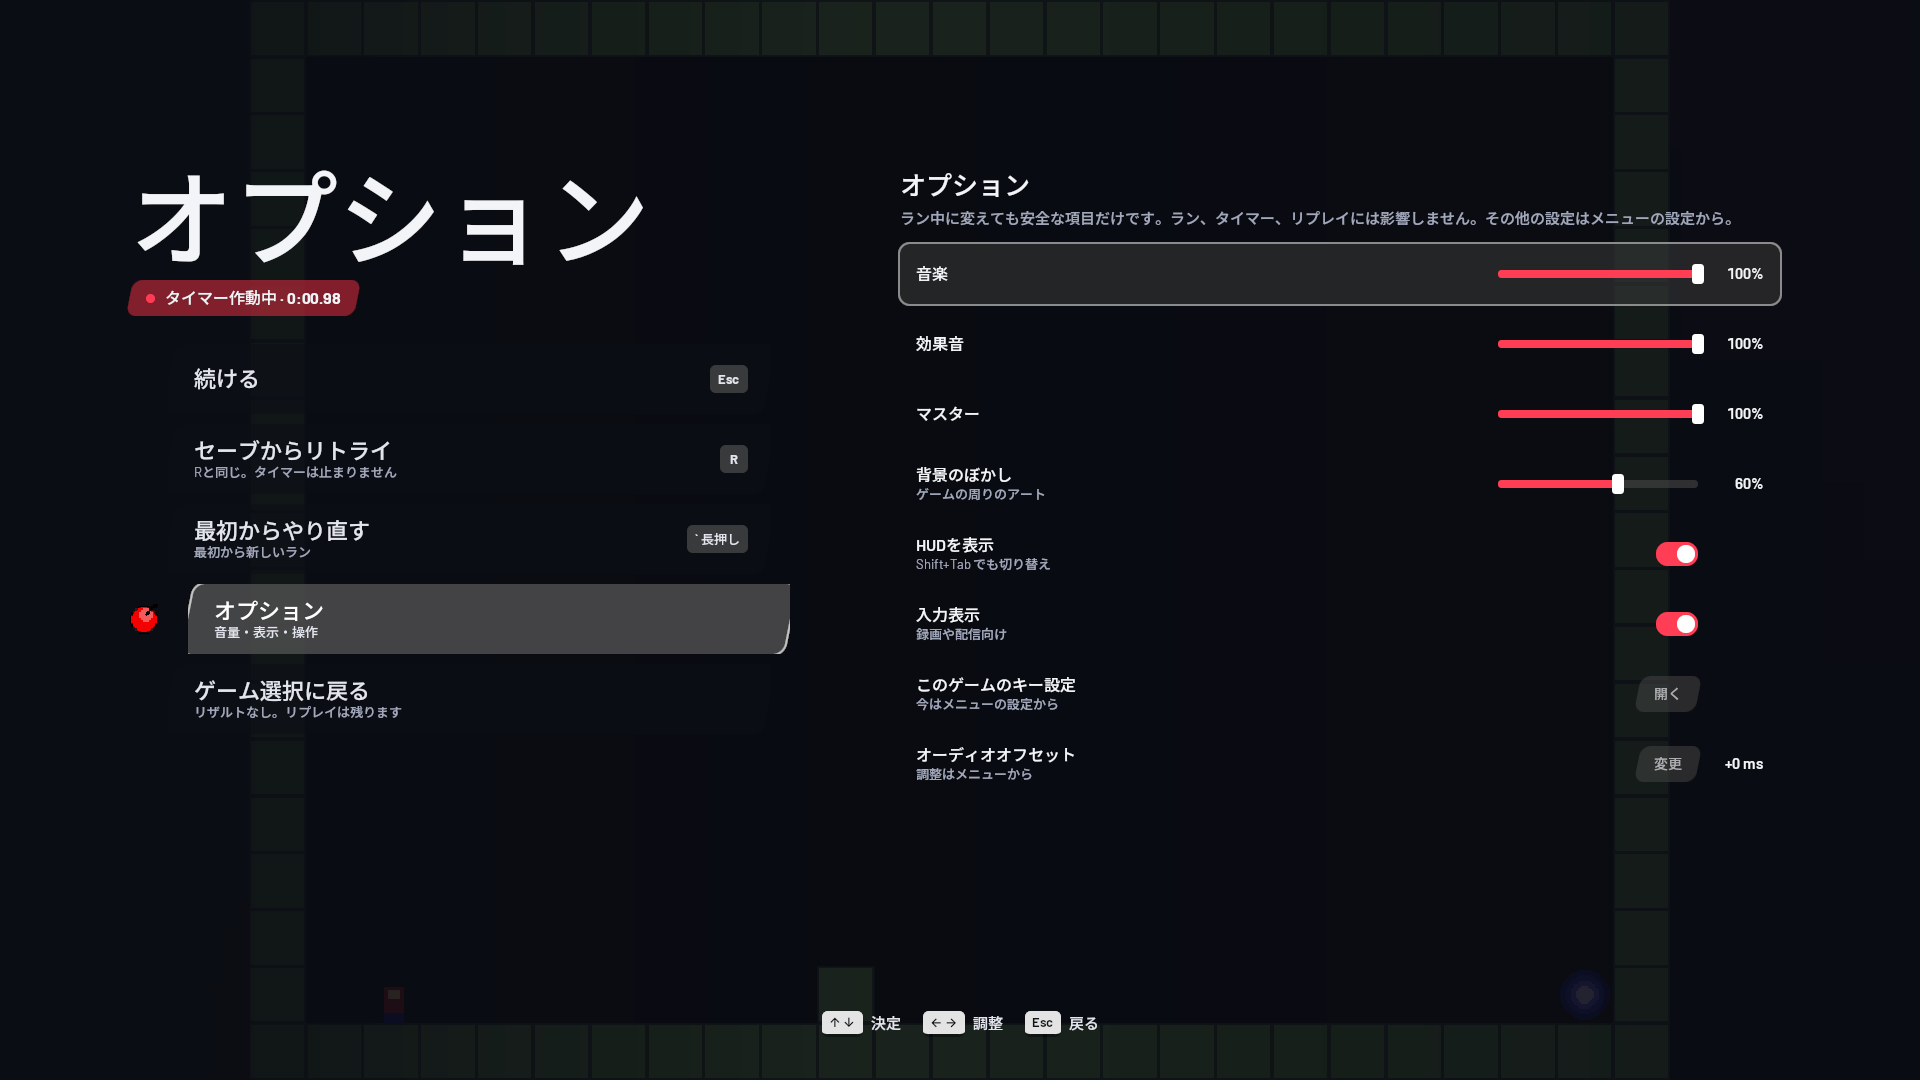 オプション
タイマー作動中 · 0:00.98
続ける
Esc
セーブからリトライ
Rと同じ。タイマーは止まりません
R
最初からやり直す
最初から新しいラン
` 長押し
オプション
音量・表示・操作
ゲーム選択に戻る
リザルトなし。リプレイは残ります
オプション
ラン中に変えても安全な項目だけです。ラン、タイマー、リプレイには影響しません。その他の設定はメニューの設定から。
音楽
100%
効果音
100%
マスター
100%
背景のぼかし
ゲームの周りのアート
60%
HUDを表示
Shift+Tab でも切り替え
入力表示
録画や配信向け
このゲームのキー設定
今はメニューの設定から
開く
オーディオオフセット
調整はメニューから
変更
+0 ms
↑ ↓ 決定 ← → 調整 Esc 戻る